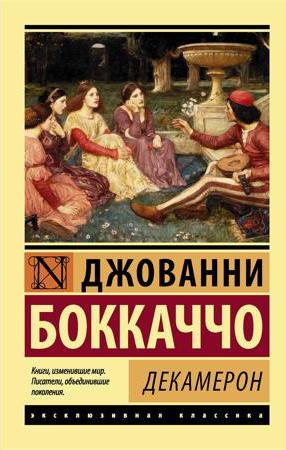 ДЖОВАННИ
БОККАЧЧО
Книги, изменившие мир.
Писатели, объединившие
поколения.
ДЕКАМЕРОН
эксклюзивная классика